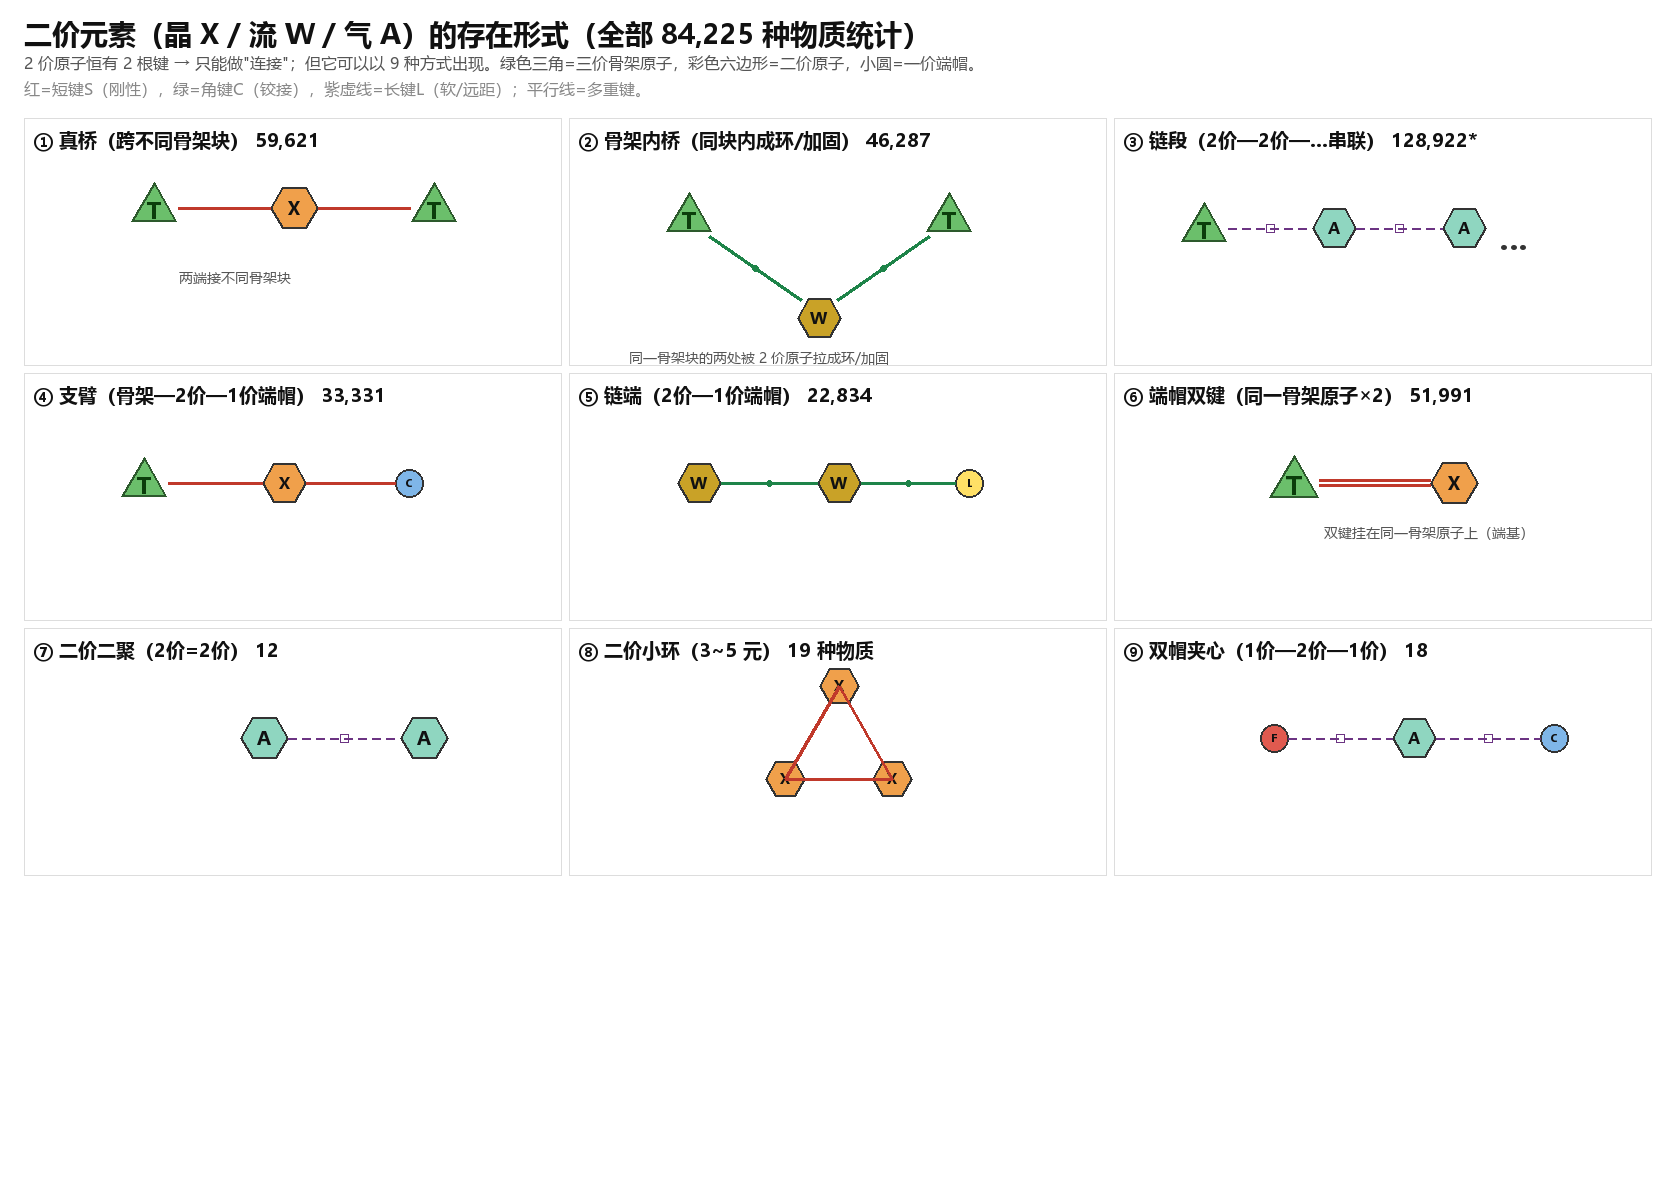 二价元素（晶 X / 流 W / 气 A）的存在形式（全部 84,225 种物质统计）
2 价原子恒有 2 根键 → 只能做"连接"；但它可以以 9 种方式出现。绿色三角=三价骨架原子，彩色六边形=二价原子，小圆=一价端帽。
红=短键S（刚性），绿=角键C（铰接），紫虚线=长键L（软/远距）；平行线=多重键。
① 真桥（跨不同骨架块） 59,621
T X T
两端接不同骨架块
② 骨架内桥（同块内成环/加固） 46,287
T T
W
同一骨架块的两处被 2 价原子拉成环/加固
③ 链段（2价—2价—…串联） 128,922*
T A A ...
④ 支臂（骨架—2价—1价端帽） 33,331
T X C
⑤ 链端（2价—1价端帽） 22,834
W W L
⑥ 端帽双键（同一骨架原子×2） 51,991
T X
双键挂在同一骨架原子上（端基）
⑦ 二价二聚（2价=2价） 12
A A
⑧ 二价小环（3~5 元） 19 种物质
X
X X
⑨ 双帽夹心（1价—2价—1价） 18
F A C